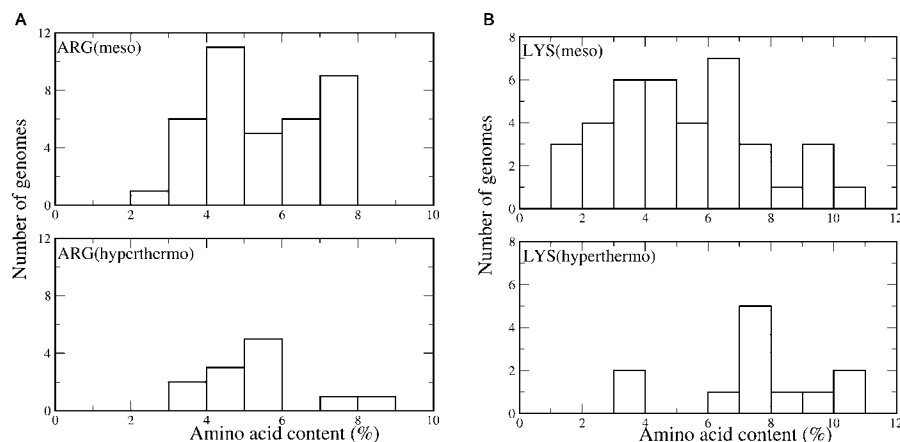 A
B
ARG(meso)
12
8
4
0
0 2 4 6 8 10
ARG(hyperthermo)
12
8
4
0
0 2 4 6 8 10
Number of genomes
Amino acid content (%)
LYS(meso)
8
6
4
2
0
0 2 4 6 8 10 12
LYS(hyperthermo)
8
6
4
2
0
0 2 4 6 8 10 12
Number of genomes
Amino acid content (%)